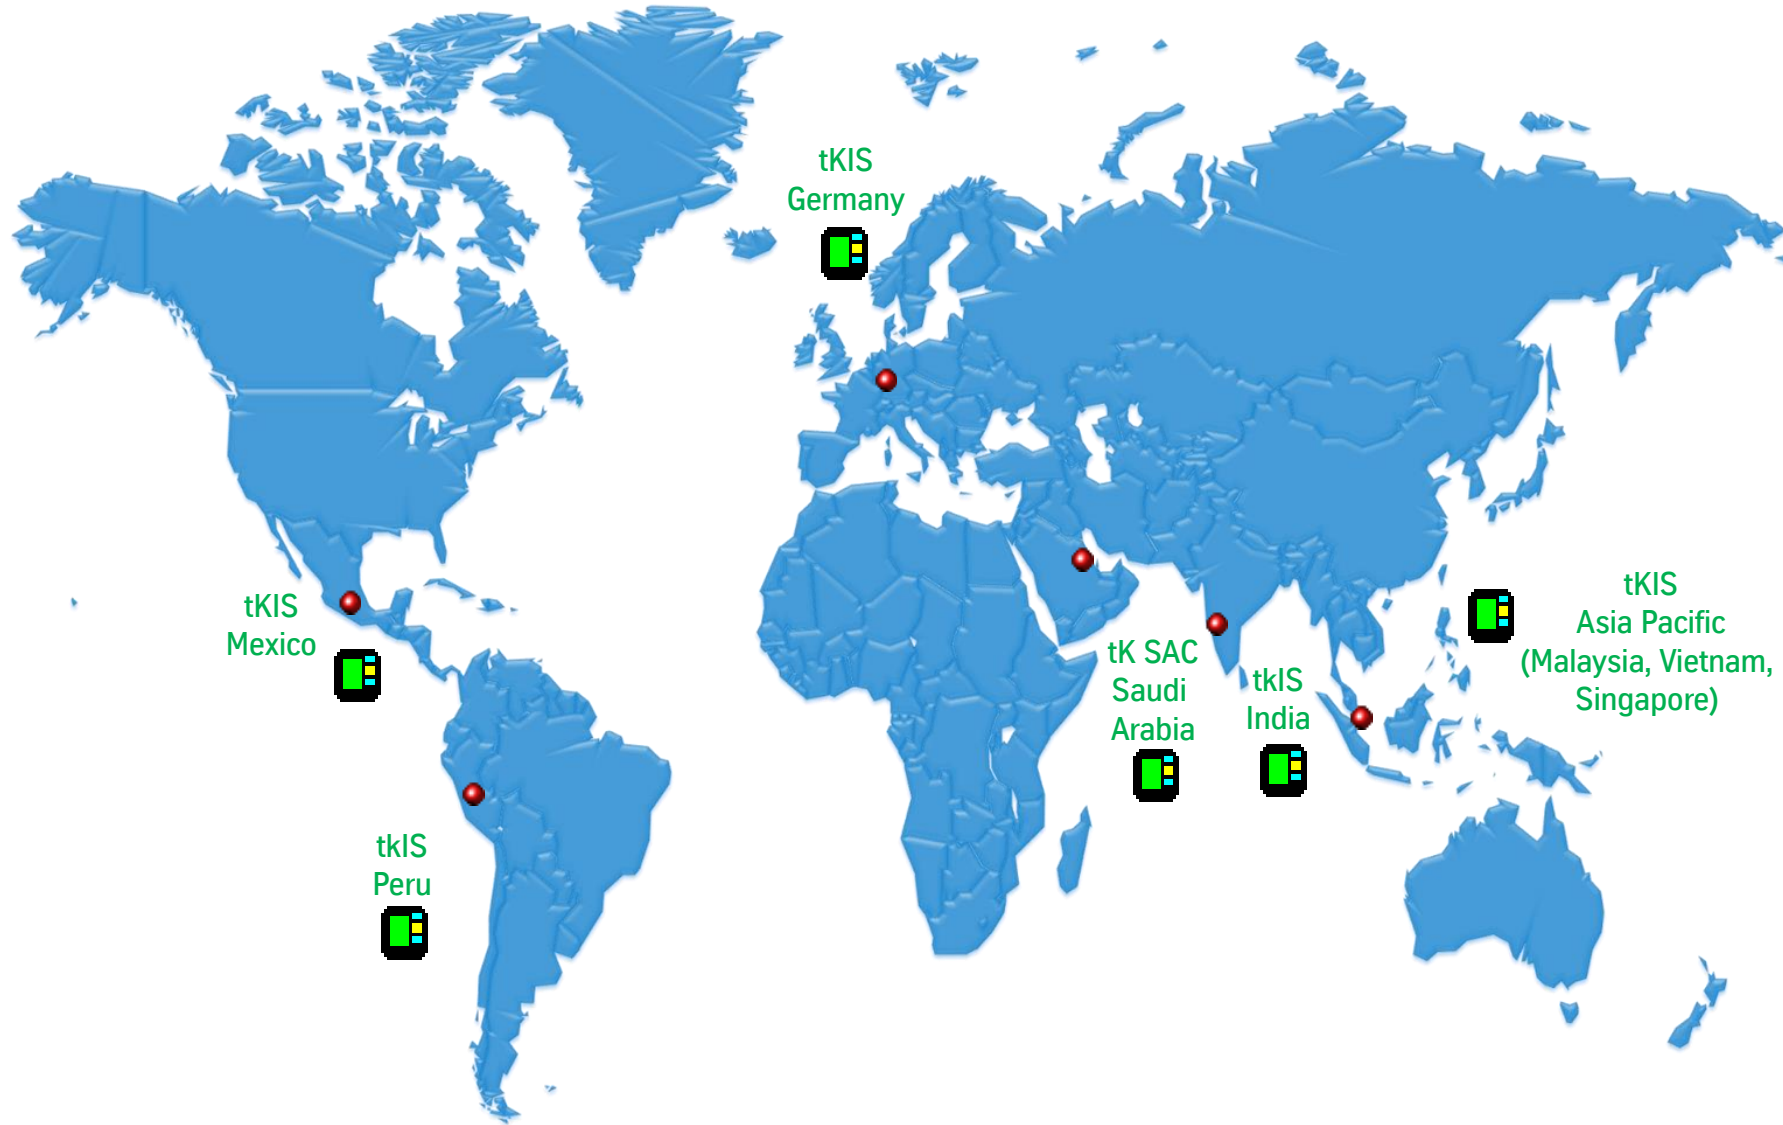 tKIS
Germany
tKIS
Mexico
tKIS
Asia Pacific
(Malaysia, Vietnam,
Singapore)
tK SAC
Saudi
Arabia
tkIS
India
tkIS
Peru